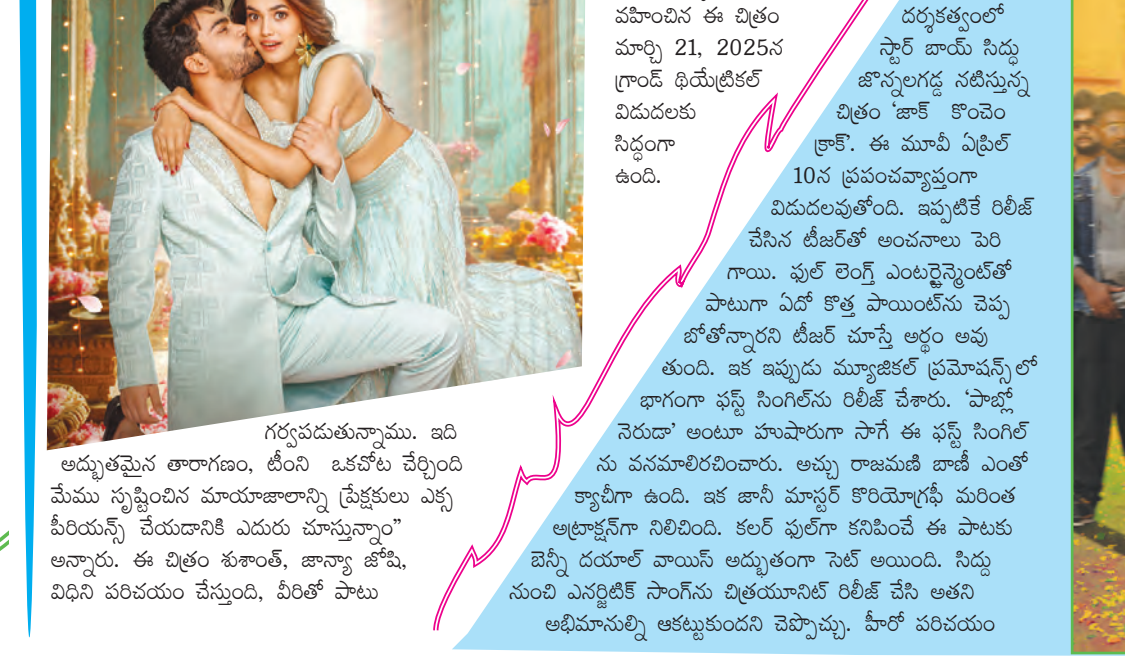 గర్వపడుతున్నాము. ఇది
అద్భుతమైన తారాగణం, టీంని ఒకచోట చేర్చింది
మేము సృష్టించిన మాయాజాలాన్ని ప్రేక్షకులు ఎక్స
పీరియన్స్ చేయడానికి ఎదురు చూస్తున్నాం”
అన్నారు. ఈ చిత్రం శుశాంత్, జాన్యా జోషి,
విధిని పరిచయం చేస్తుంది, వీరితో పాటు
వహించిన ఈ చిత్రం
మార్చి 21, 2025న
గ్రాండ్ థియేట్రికల్
విడుదలకు
సిద్ధంగా
ఉంది.
దర్శకత్వంలో
స్టార్ బాయ్ సిద్ధు
జొన్నలగడ్డ నటిస్తున్న
చిత్రం ‘జాక్ కొంచెం
క్రాక్’. ఈ మూవీ ఏప్రిల్
10న ప్రపంచవ్యాప్తంగా
విడుదలవుతోంది. ఇప్పటికే రిలీజ్
చేసిన టీజర్‌తో అంచనాలు పెరి
గాయి. ఫుల్ లెంగ్త్ ఎంటర్టైన్మెంట్‌తో
పాటుగా ఏదో కొత్త పాయింట్‌ను చెప్ప
బోతోన్నారని టీజర్ చూస్తే అర్థం అవు
తుంది. ఇక ఇప్పుడు మ్యూజికల్ ప్రమోషన్స్‌లో
భాగంగా ఫస్ట్ సింగిల్‌ను రిలీజ్ చేశారు. ‘పాబ్లో
నెరుడా’ అంటూ హుషారుగా సాగే ఈ ఫస్ట్ సింగిల్
ను వనమాలిరచించారు. అచ్చు రాజమణి బాణీ ఎంతో
క్యాచీగా ఉంది. ఇక జానీ మాస్టర్ కొరియోగ్రఫీ మరింత
అట్రాక్షన్‌గా నిలిచింది. కలర్ ఫుల్‌గా కనిపించే ఈ పాటకు
బెన్నీ దయాల్ వాయిస్ అద్భుతంగా సెట్ అయింది. సిద్దు
నుంచి ఎనర్జిటిక్ సాంగ్‌ను చిత్రయూనిట్ రిలీజ్ చేసి అతని
అభిమానుల్ని ఆకట్టుకుందని చెప్పొచ్చు. హీరో పరిచయం